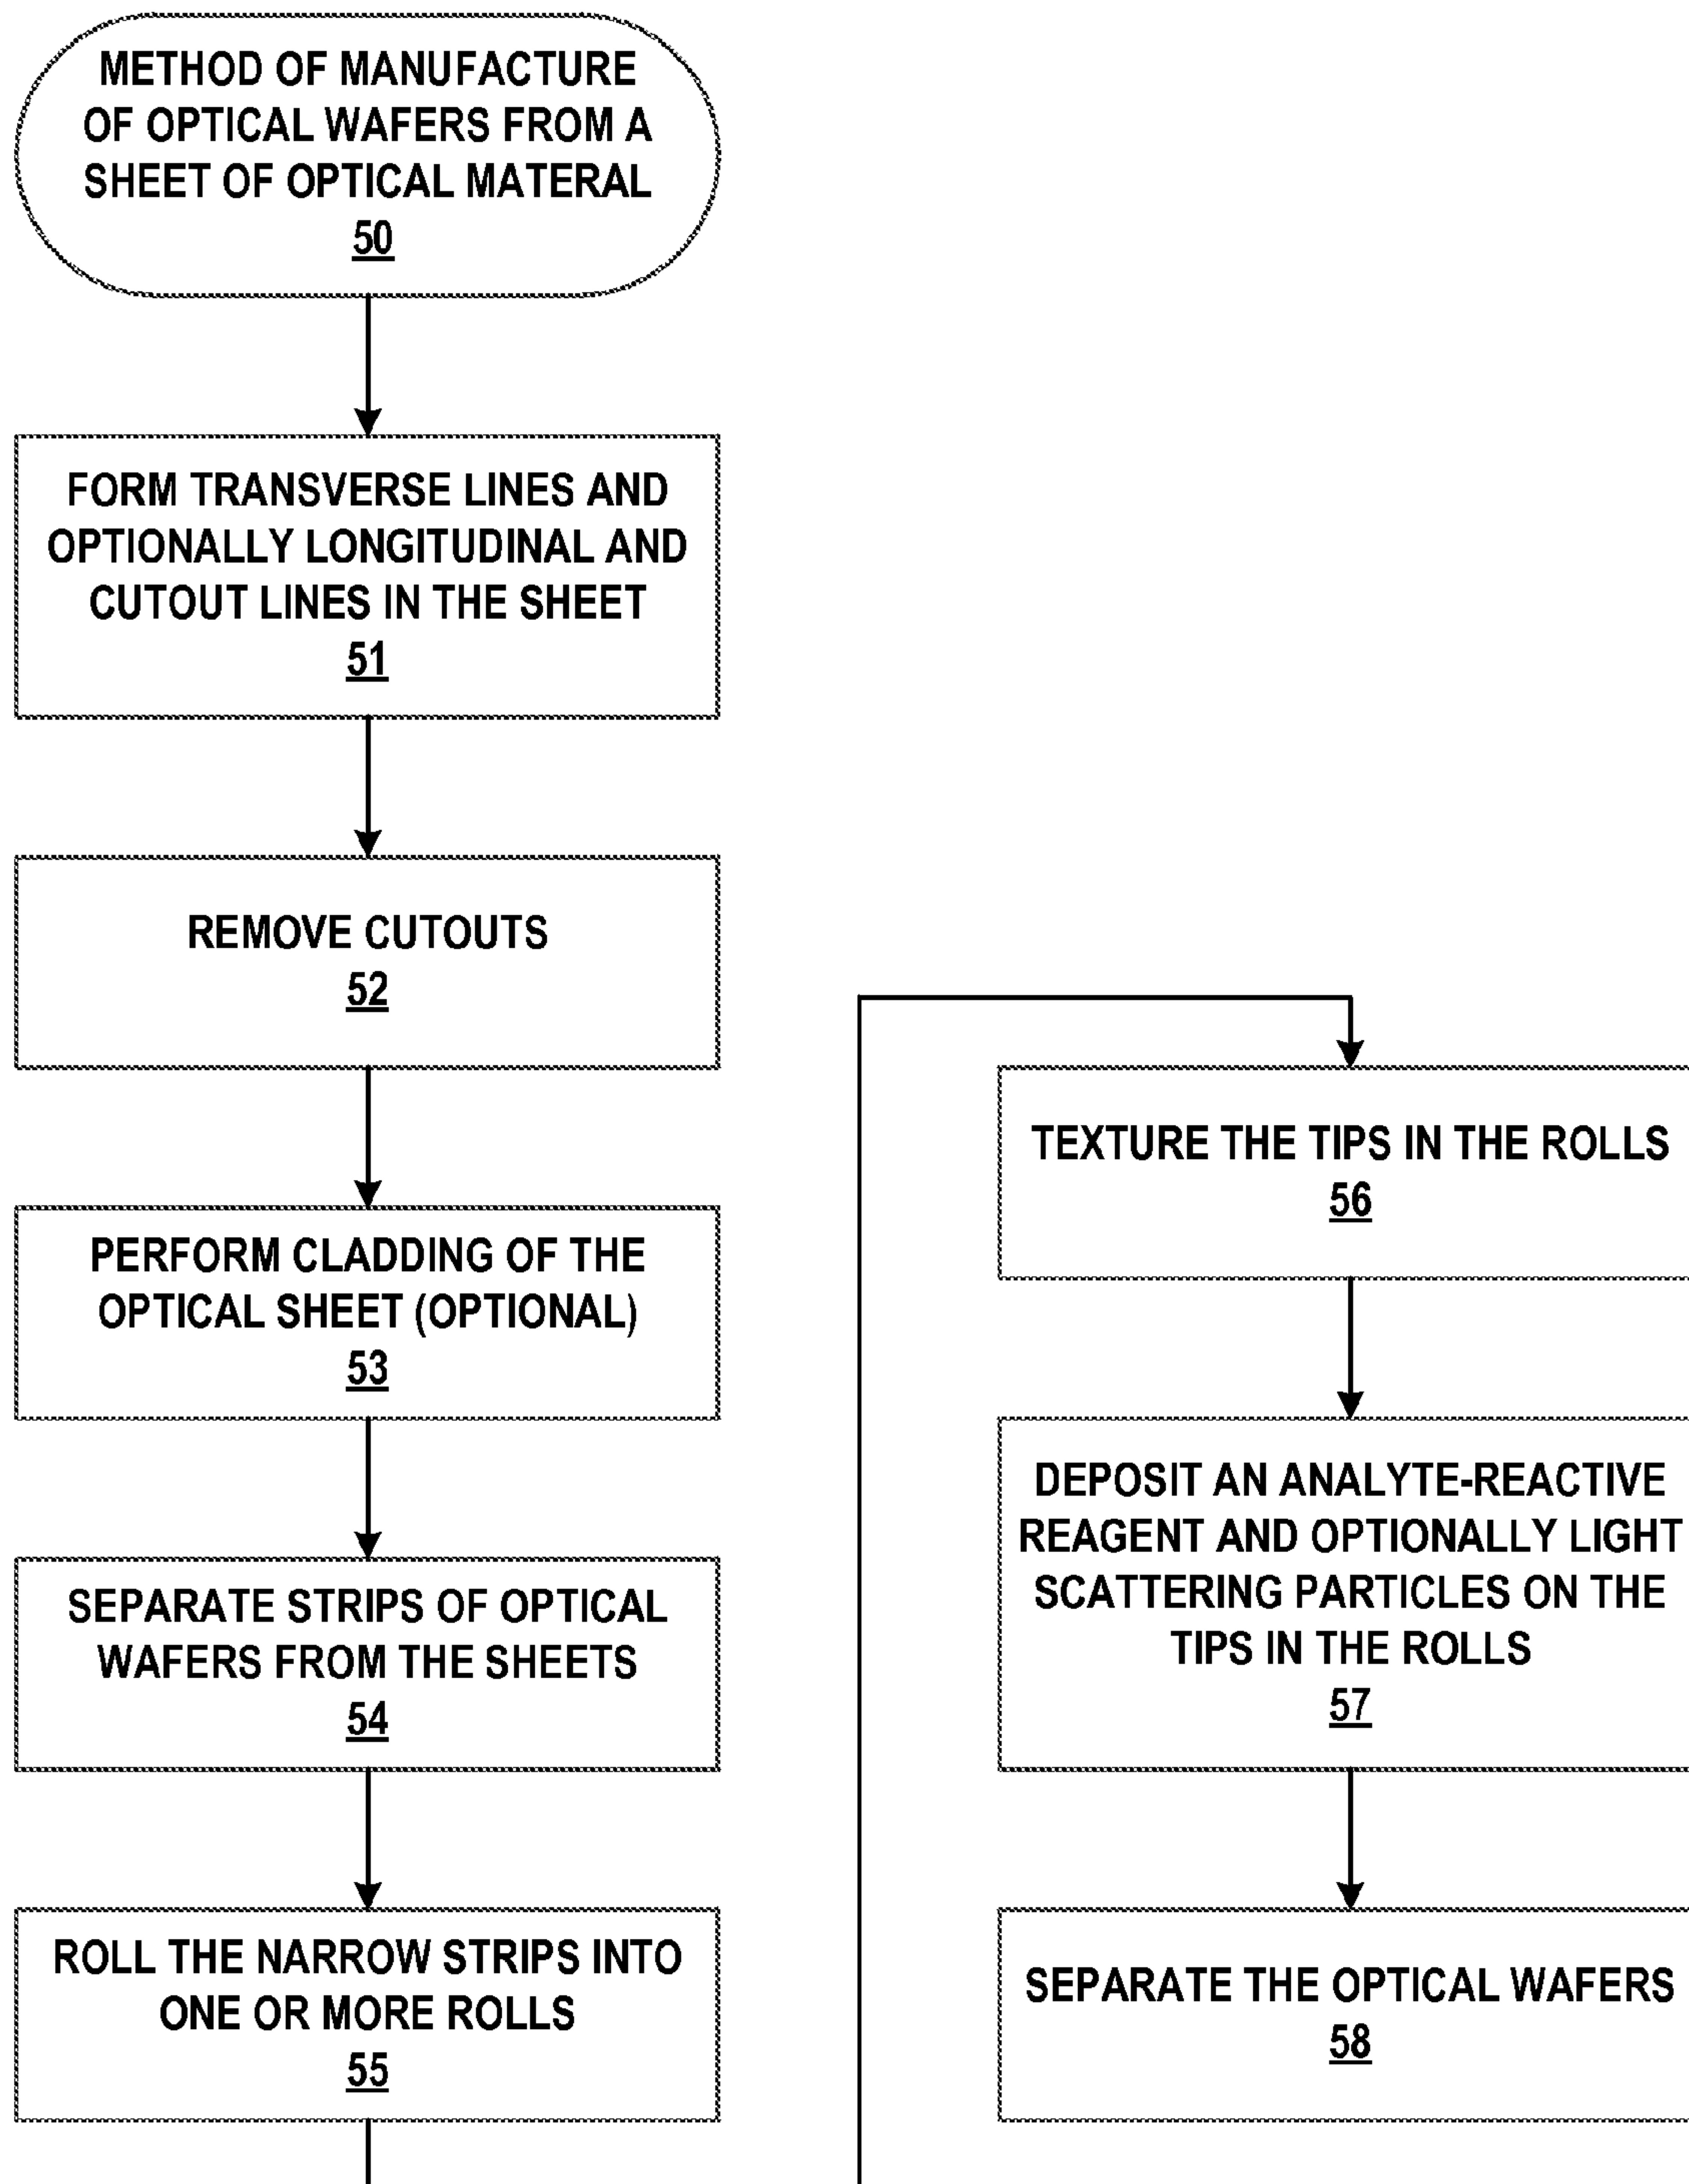 METHOD OF MANUFACTURE
OF OPTICAL WAFERS FROM A
SHEET OF OPTICAL MATERAL
50
FORM TRANSVERSE LINES AND
OPTIONALLY LONGITUDINAL AND
CUTOUT LINES IN THE SHEET
51
REMOVE CUTOUTS
52
PERFORM CLADDING OF THE
OPTICAL SHEET (OPTIONAL)
53
SEPARATE STRIPS OF OPTICAL
WAFERS FROM THE SHEETS
54
ROLL THE NARROW STRIPS INTO
ONE OR MORE ROLLS
55
TEXTURE THE TIPS IN THE ROLLS
56
DEPOSIT AN ANALYTE-REACTIVE
REAGENT AND OPTIONALLY LIGHT
SCATTERING PARTICLES ON THE
TIPS IN THE ROLLS
57
SEPARATE THE OPTICAL WAFERS
58